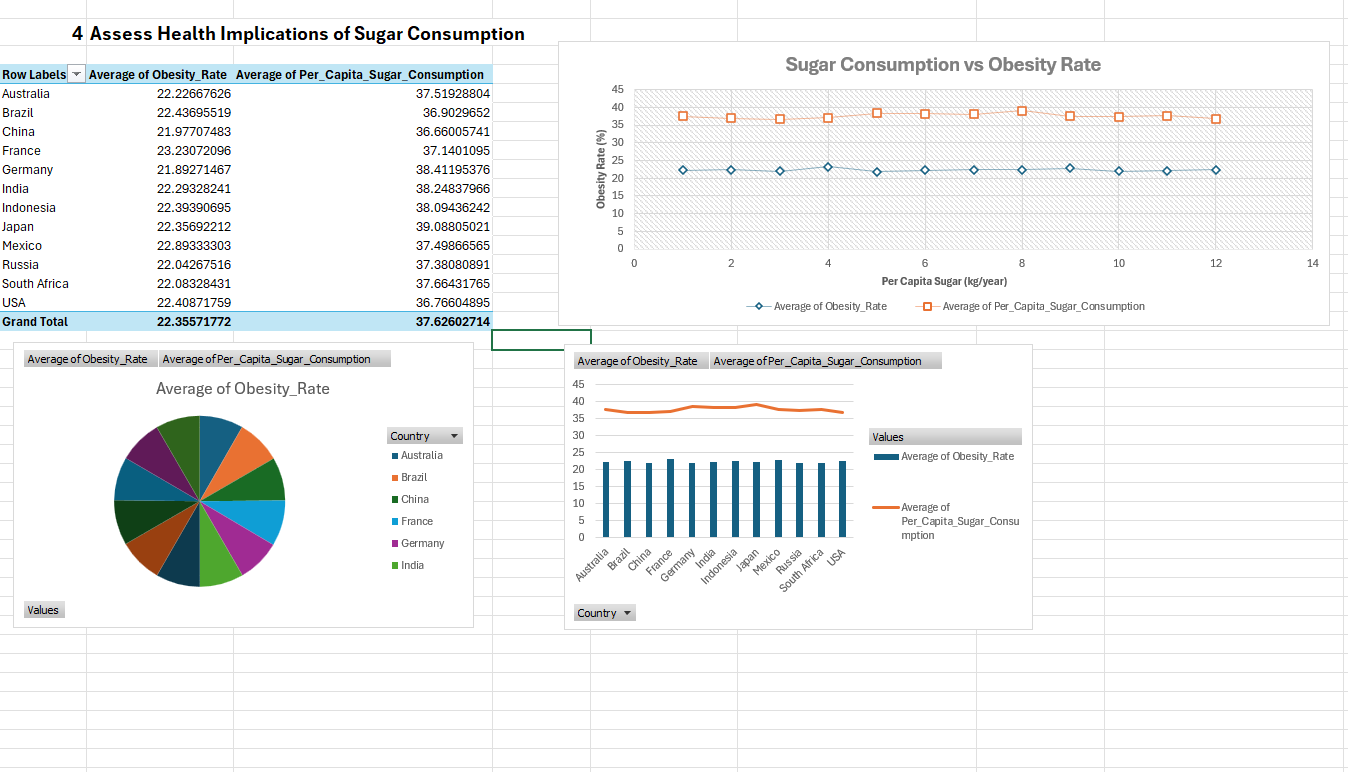 4 Assess Health Implications of Sugar Consumption
Row Labels Average of Obesity_Rate Average of Per_Capita_Sugar_Consumption
Australia 22.22667626 37.51928804
Brazil 22.43695519 36.9029652
China 21.97707483 36.66005741
France 23.23072096 37.1401095
Germany 21.89271467 38.41195376
India 22.29328241 38.24837966
Indonesia 22.39390695 38.09436242
Japan 22.35692212 39.08805021
Mexico 22.89333303 37.49866565
Russia 22.04267516 37.38080891
South Africa 22.08328431 37.66431765
USA 22.40871759 36.76604895
Grand Total 22.35571772 37.62602714
Sugar Consumption vs Obesity Rate
Obesity Rate (%)
45
40
35
30
25
20
15
10
5
0
0 2 4 6 8 10 12 14
Per Capita Sugar (kg/year)
Average of Obesity_Rate Average of Per_Capita_Sugar_Consumption
Average of Obesity_Rate Average of Per_Capita_Sugar_Consumption
Average of Obesity_Rate
Country
Australia
Brazil
China
France
Germany
India
Values
Average of Obesity_Rate Average of Per_Capita_Sugar_Consumption
45
40
35
30
25
20
15
10
5
0
Australia Brazil China France Germany India Indonesia Japan Mexico Russia South Africa USA
Values
Average of Obesity_Rate
Average of
Per_Capita_Sugar_Consu
mption
Country